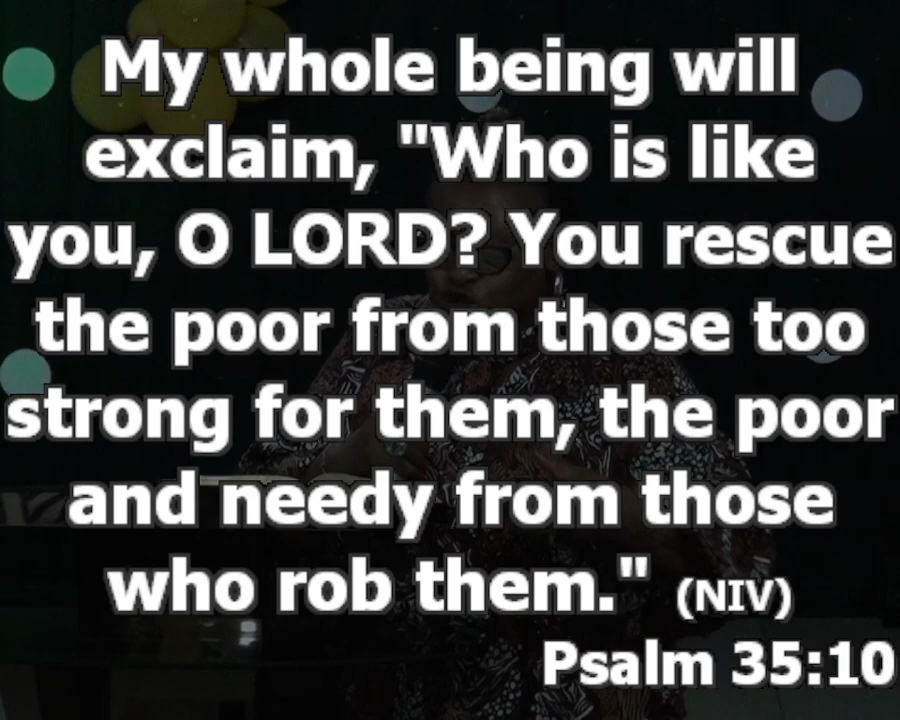 My whole being will
exclaim, "Who is like
you, O LORD? You rescue
the poor from those too
strong for them, the poor
and needy from those
who rob them." (NIV)
Psalm 35:10